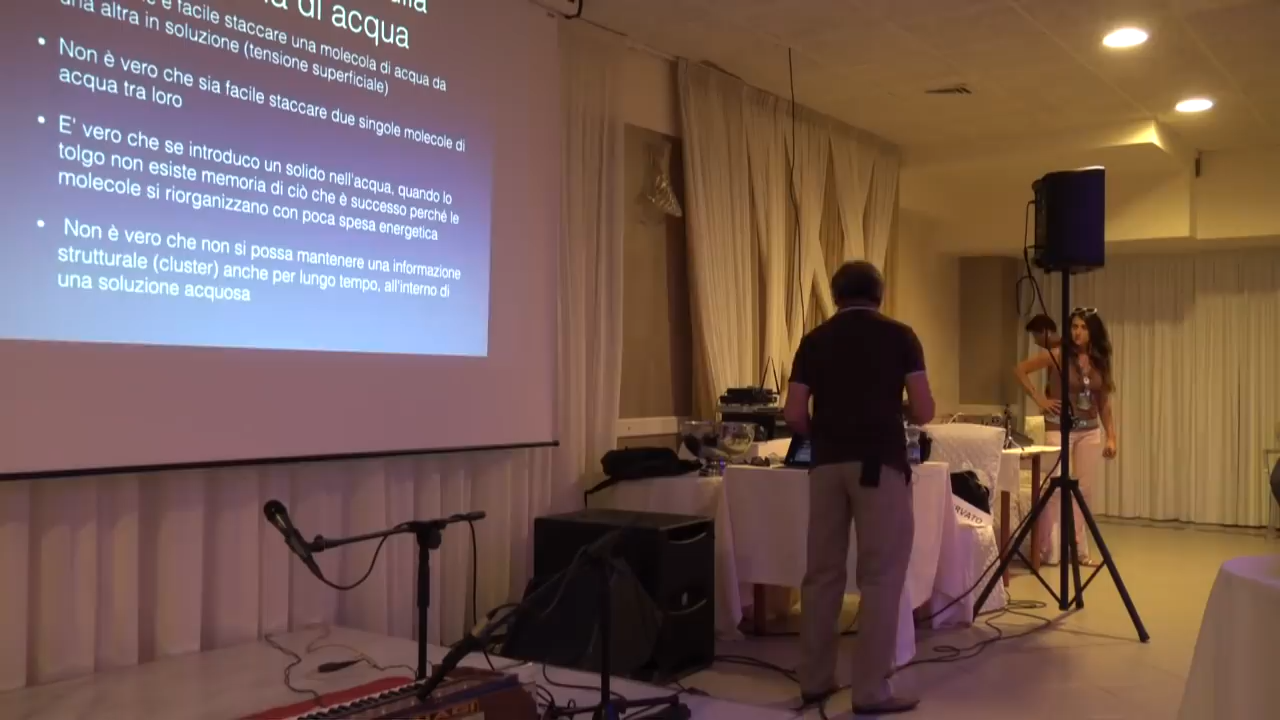 di acqua
è facile staccare una molecola di acqua da
una altra in soluzione (tensione superficiale)
• Non è vero che sia facile staccare due singole molecole di
acqua tra loro
• E' vero che se introduco un solido nell'acqua, quando lo
tolgo non esiste memoria di ciò che è successo perché le
molecole si riorganizzano con poca spesa energetica
• Non è vero che non si possa mantenere una informazione
strutturale (cluster) anche per lungo tempo, all'interno di
una soluzione acquosa